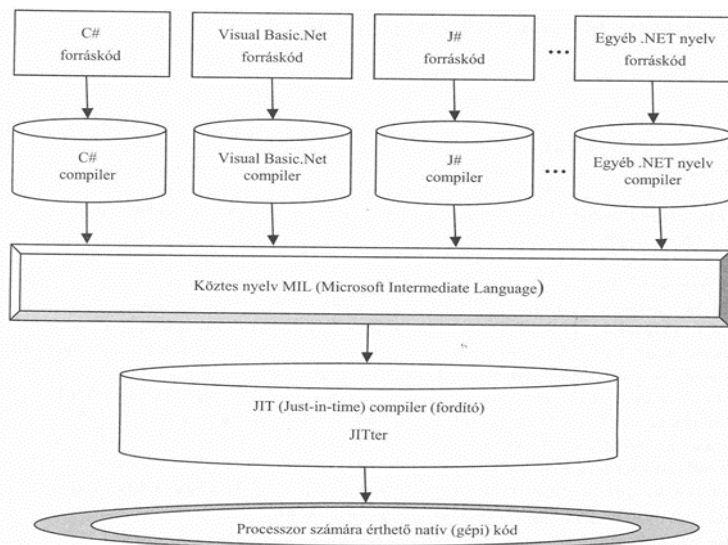 C#
forráskód
Visual Basic.Net
forráskód
J#
forráskód
...
Egyéb .NET nyelv
forráskód
C#
compiler
Visual Basic.Net
compiler
J#
compiler
...
Egyéb .NET nyelv
compiler
Köztes nyelv MIL (Microsoft Intermediate Language)
JIT (Just-in-time) compiler (fordító)
JITter
Processzor számára érthető natív (gépi) kód